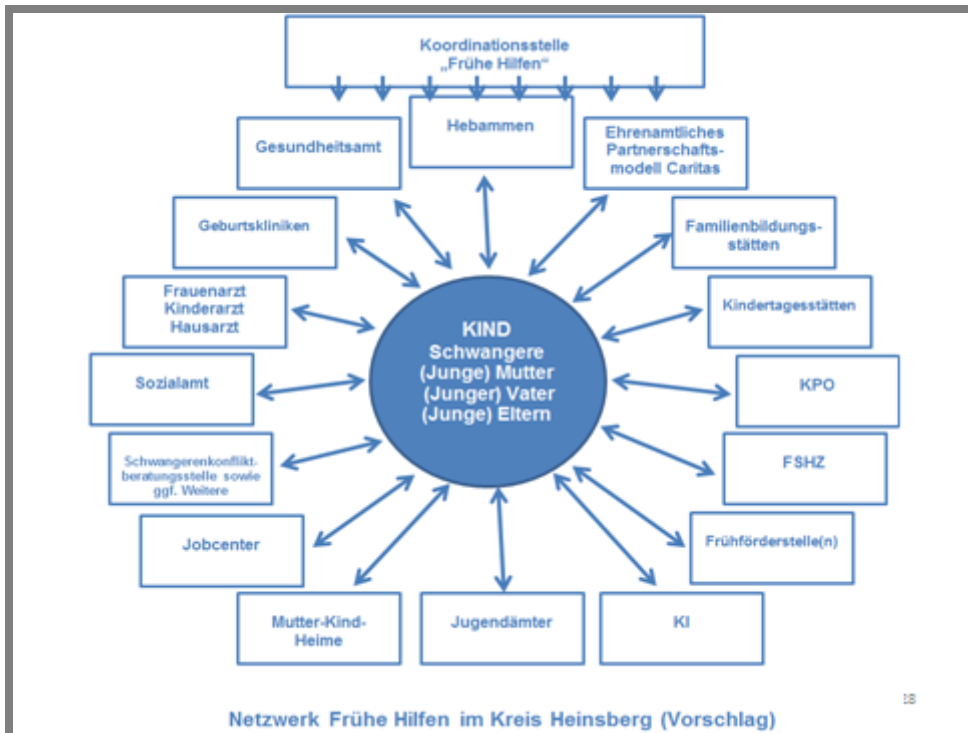 Koordinationsstelle
„Frühe Hilfen“
Hebammen
Gesundheitsamt
Ehrenamtliches
Partnerschafts-
modell Caritas
Geburtskliniken
Familienbildungs-
stätten
Frauenarzt
Kinderarzt
Hausarzt
Kindertagesstätten
KIND
Schwangere
(Junge) Mutter
(Junger) Vater
(Junge) Eltern
Sozialamt
KPO
Schwangerenkonflikt-
beratungsstelle sowie
ggf. Weitere
FSHZ
Jobcenter
Frühförderstelle(n)
Mutter-Kind-
Heime
Jugendämter
KI
Netzwerk Frühe Hilfen im Kreis Heinsberg (Vorschlag)